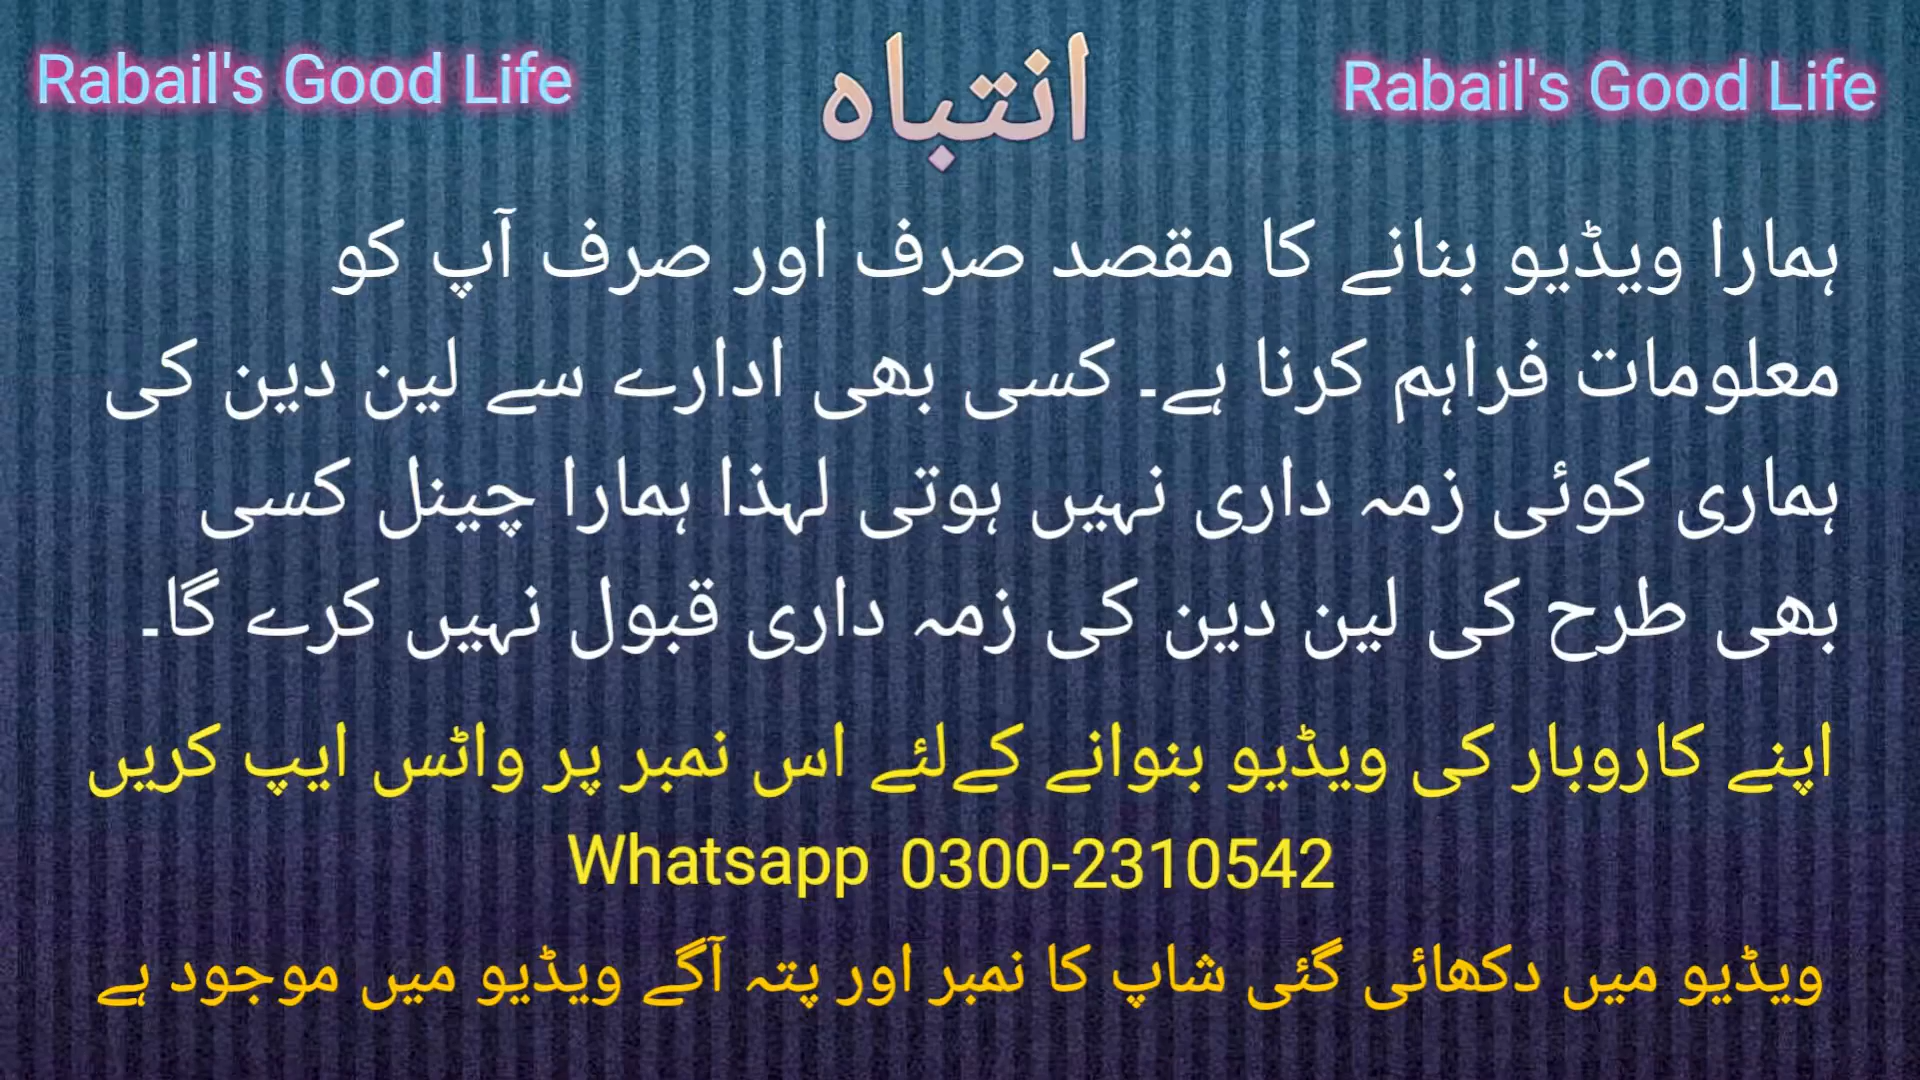 Rabail's Good Life
انتباہ
Rabail's Good Life
ہمارا ویڈیو بنانے کا مقصد صرف اور صرف آپ کو
معلومات فراہم کرنا ہے۔ کسی بھی ادارے سے لین دین کی
ہماری کوئی زمہ داری نہیں ہوتی لہذا ہمارا چینل کسی
بھی طرح کی لین دین کی زمہ داری قبول نہیں کرے گا۔
اپنے کاروبار کی ویڈیو بنوانے کےلئے اس نمبر پر واٹس ایپ کریں
Whatsapp 0300-2310542
ویڈیو میں دکھائی گئی شاپ کا نمبر اور پتہ آگے ویڈیو میں موجود ہے